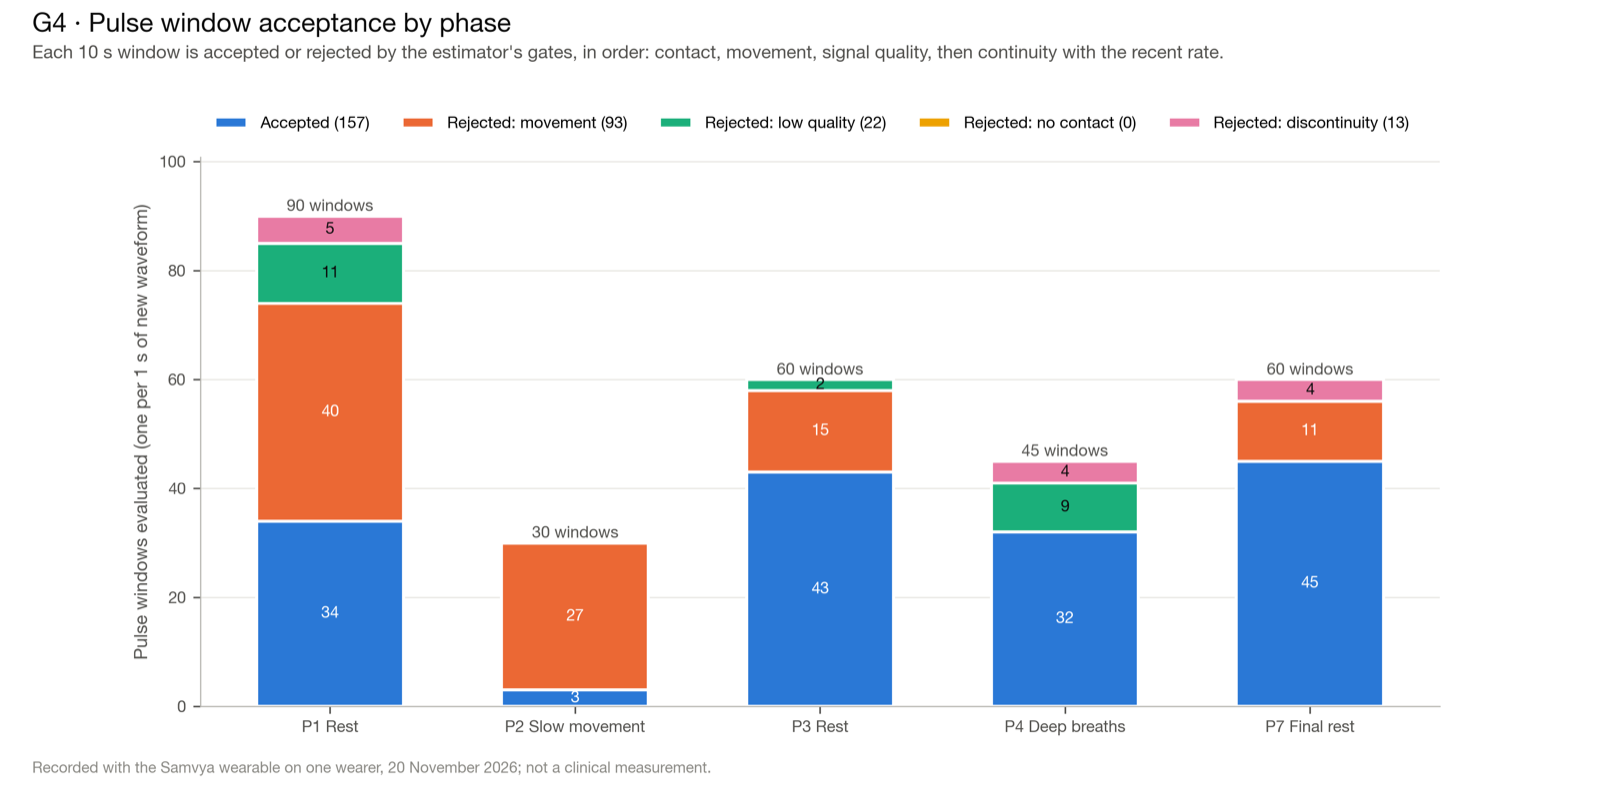 G4 · Pulse window acceptance by phase
Each 10 s window is accepted or rejected by the estimator's gates, in order: contact, movement, signal quality, then continuity with the recent rate.
Accepted (157) Rejected: movement (93) Rejected: low quality (22) Rejected: no contact (0) Rejected: discontinuity (13)
Pulse windows evaluated (one per 1 s of new waveform)
100
80
60
40
20
0
90 windows
5
11
40
34
30 windows
27
3
60 windows
2
15
43
45 windows
4
9
32
60 windows
4
11
45
P1 Rest P2 Slow movement P3 Rest P4 Deep breaths P7 Final rest
Recorded with the Samvya wearable on one wearer, 20 November 2026; not a clinical measurement.